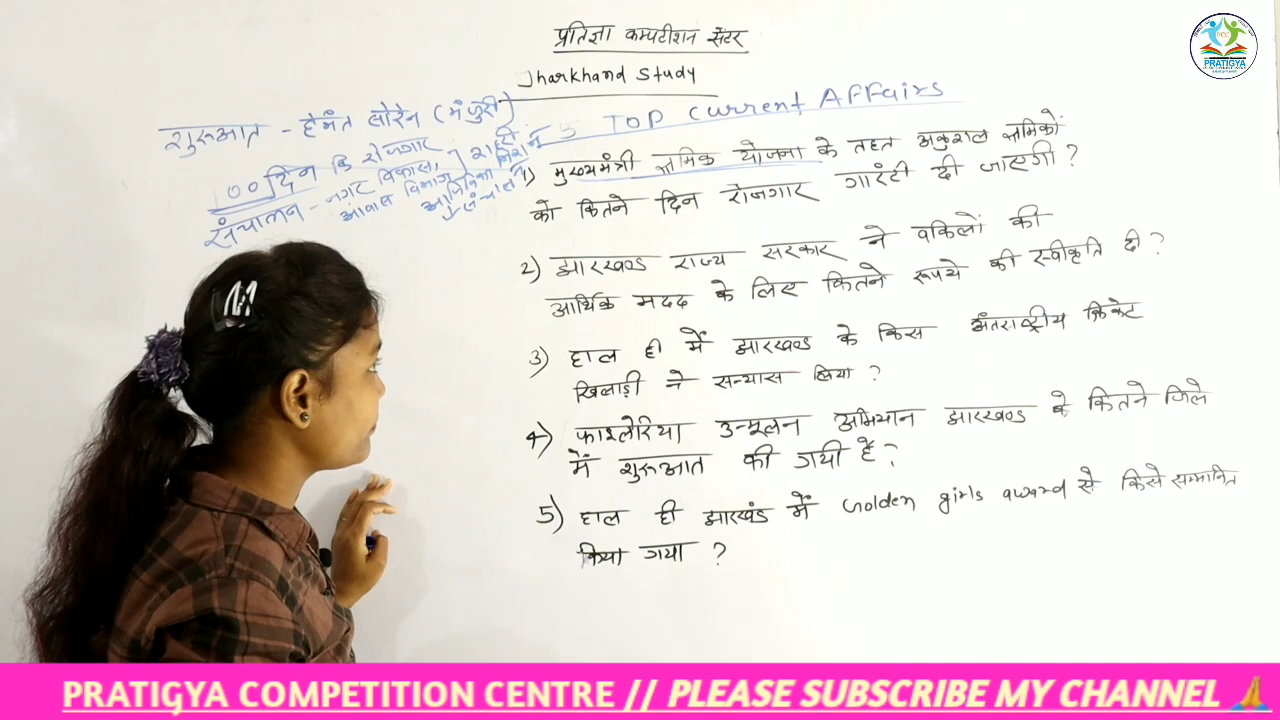 प्रतिज्ञा कम्पटीशन सेंटर
Jharkhand Study
5 TOP Current Affairs
शुरूआत - हेमंत सोरेन (मंजुरी)
दिन कि रोजगार
संचालन - नगर विकास,
आवास विभाग
1) मुख्यमंत्री श्रमिक योजना के तहत अकुशल श्रमिकों
को कितने दिन रोजगार गारंटी दी जाएगी ?
2) झारखण्ड राज्य सरकार ने वकिलों की
आर्थिक मदद के लिए कितने रूपये की स्वीकृति दी ?
3) हाल ही में झारखण्ड के किस अंतराष्ट्रीय क्रिकेट
खिलाड़ी ने सन्यास लिया ?
4) फाइलेरिया उन्मूलन अभियान झारखण्ड के कितने जिले
में शुरूआत की गयी है ?
5) हाल ही झारखंड में Golden girls award से किसे सम्मानित
किया गया ?
PRATIGYA
PRATIGYA COMPETITION CENTRE // PLEASE SUBSCRIBE MY CHANNEL 🙏